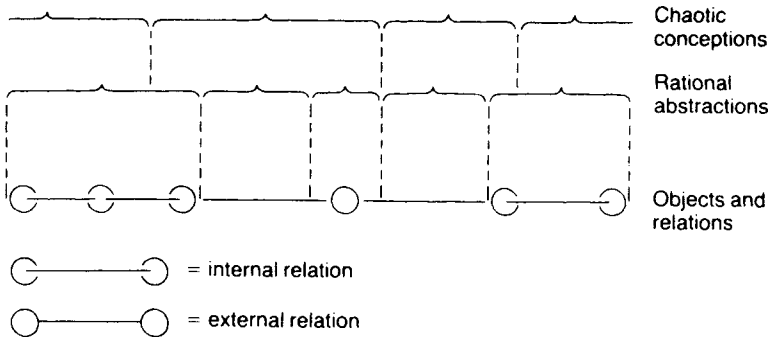 Chaotic
conceptions
Rational
abstractions
Objects and
relations
= internal relation
= external relation